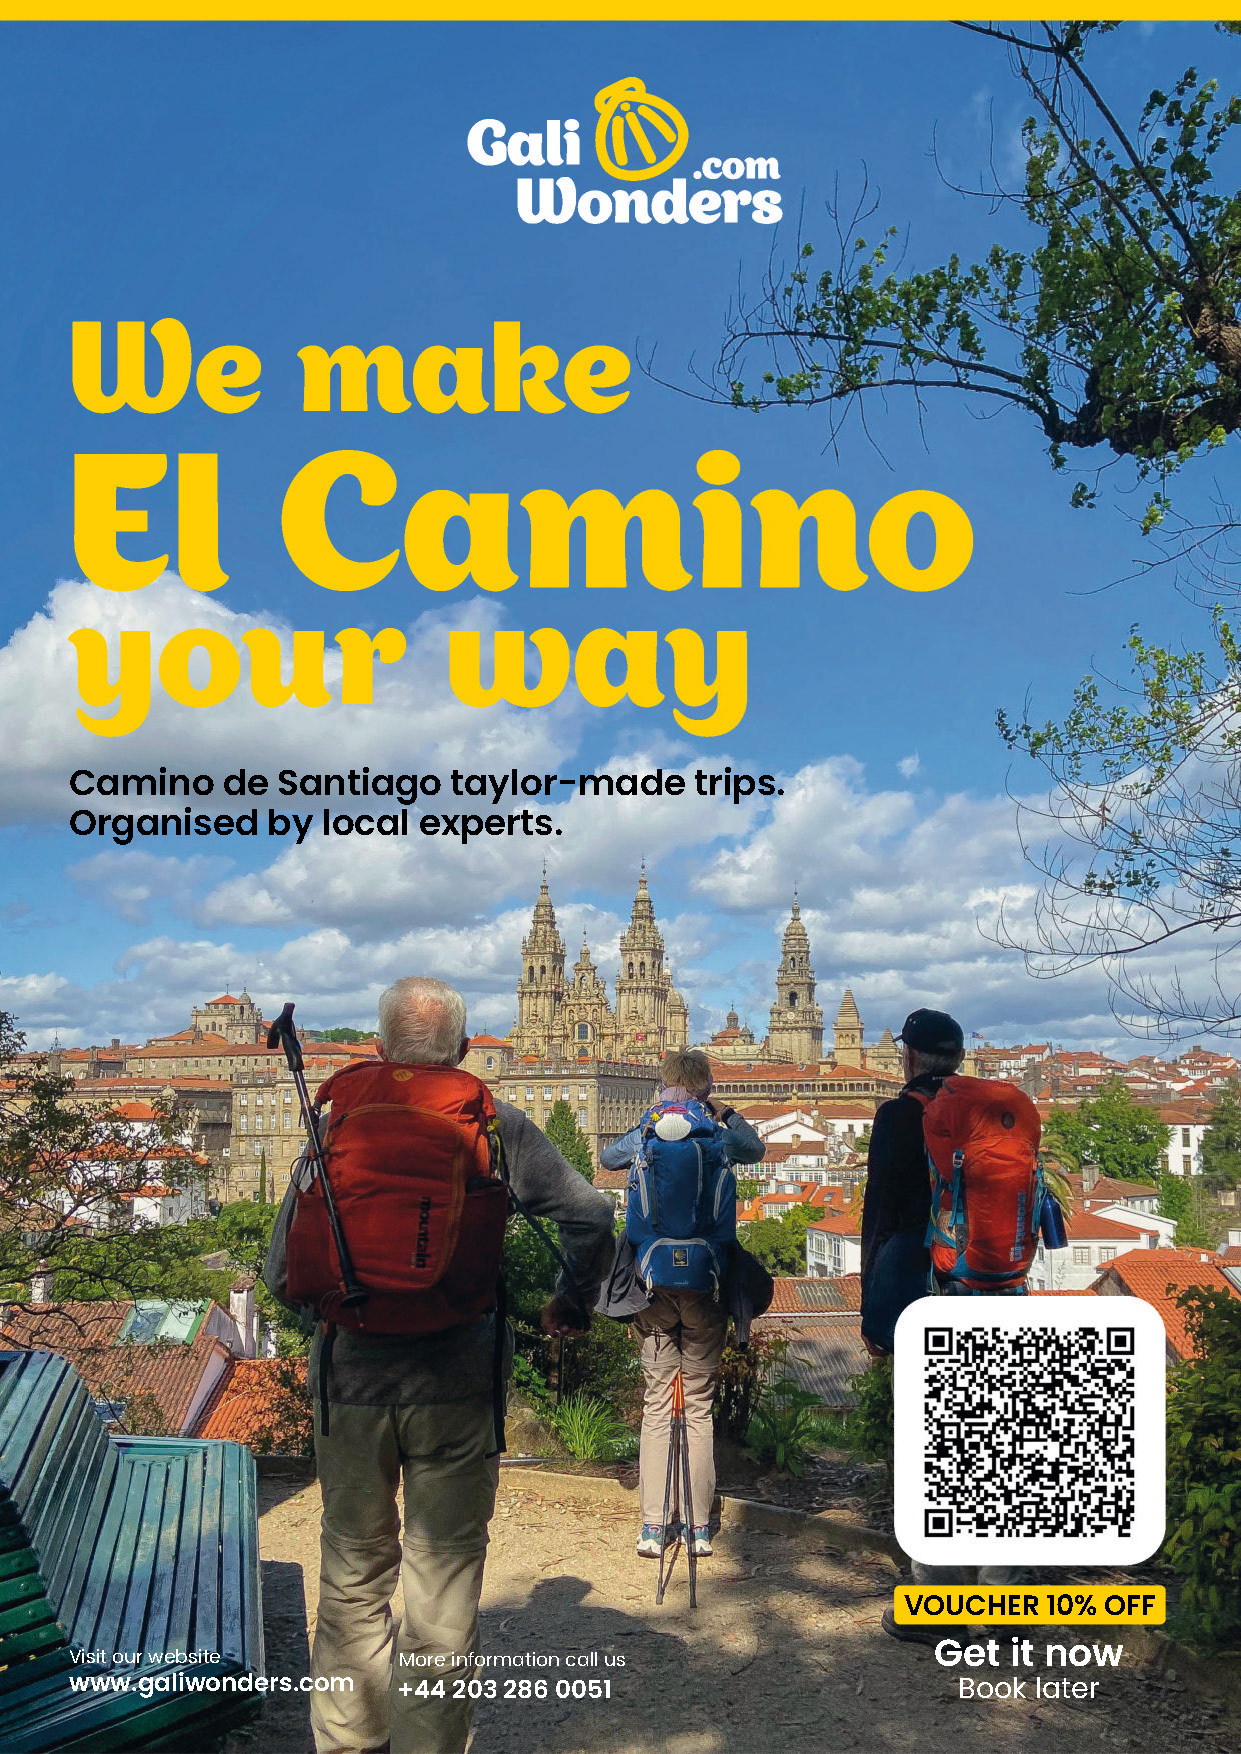 Gali
.com
Wonders
We make
El Camino
your way
Camino de Santiago taylor-made trips.
Organised by local experts.
mountain
VOUCHER 10% OFF
Get it now
Book later
Visit our website
www.galiwonders.com
More information call us
+44 203 286 0051